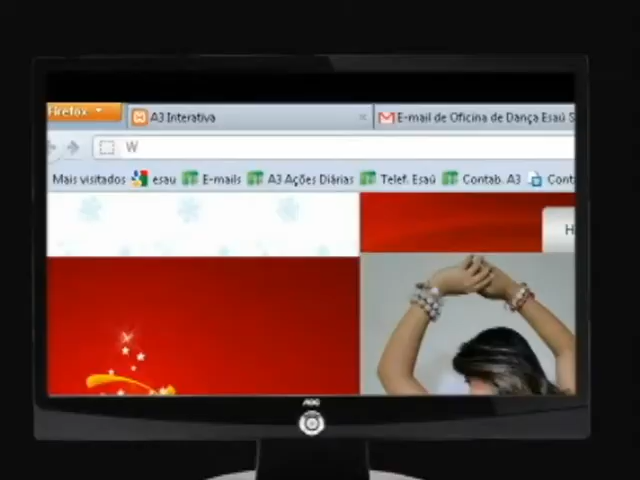 Firefox
A3 Interativa
E-mail de Oficina de Dança Esaú S
W
Mais visitados esau E-mails A3 Ações Diárias Telef. Esaú Contab. A3 Cont
H
AOC